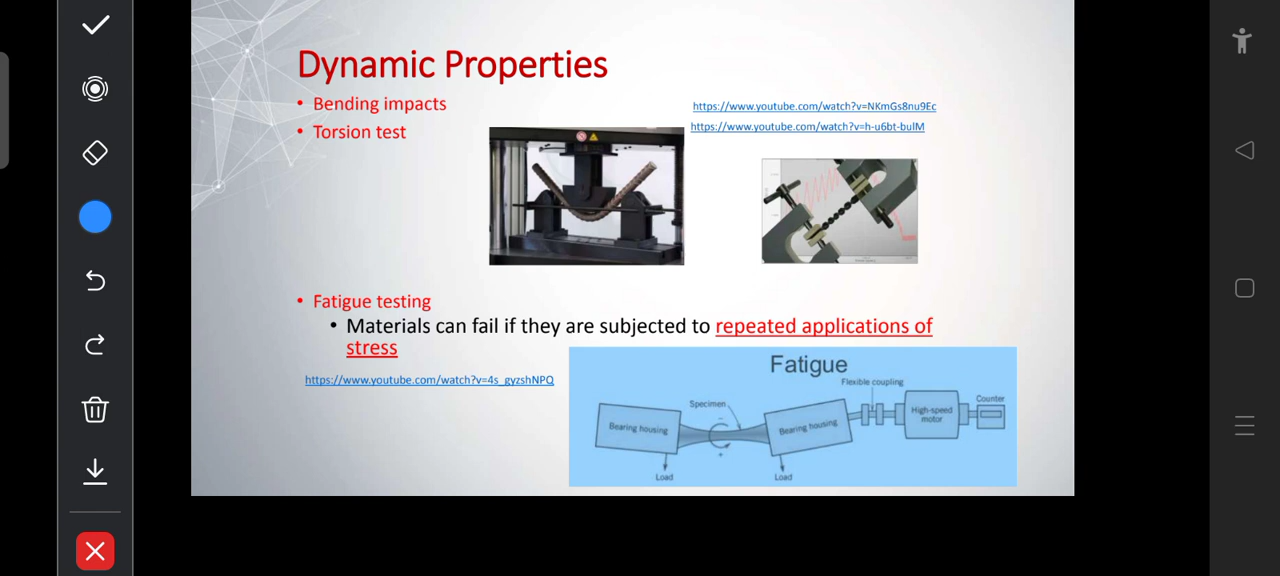 Dynamic Properties
• Bending impacts
• Torsion test
https://www.youtube.com/watch?v=NKmGs8nu9Ec
https://www.youtube.com/watch?v=h-u6bt-bulM
• Fatigue testing
• Materials can fail if they are subjected to repeated applications of
stress
https://www.youtube.com/watch?v=4s_gyzshNPQ
Fatigue
Flexible coupling
Specimen
Counter
Bearing housing
Bearing housing
High-speed
motor
Load
Load